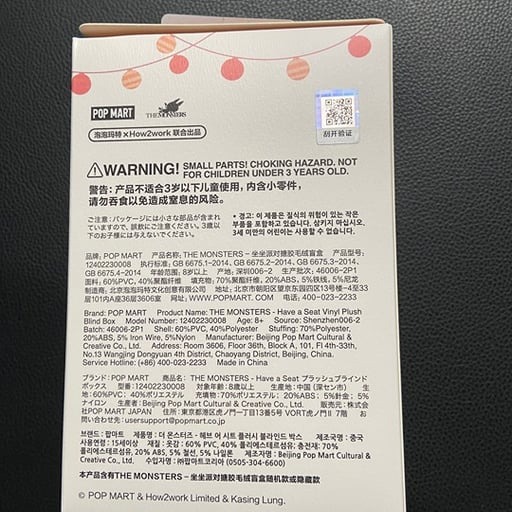 POP MART THE MONSTERS
泡泡玛特×How2work 联合出品
刮开验证
⚠WARNING! SMALL PARTS! CHOKING HAZARD. NOT
FOR CHILDREN UNDER 3 YEARS OLD.
警告: 产品不适合3岁以下儿童使用，内含小零件，
请勿吞食以免造成窒息的风险。
ご注意：パッケージには小さな部品が含まれ
ていますので、誤飲にご注意ください。3歳以
下のお子様には与えないでください。
• 경고: 이 제품은 질식의 위험이 있는 작은
부품을 포함하고 있습니다. 삼키지 마십시오.
3세 미만의 어린이는 사용할 수 없습니다.
品牌: POP MART 产品名称: THE MONSTERS - 坐坐派对搪胶毛绒盲盒 产品型号:
12402230008 执行标准: GB 6675.1-2014、GB 6675.2-2014、GB 6675.3-2014、
GB 6675.4-2014 年龄范围: 8岁以上 产地: 深圳006-2 生产批次: 46006-2P1
面料: 60%PVC, 40%聚酯纤维 填充物: 70%聚酯纤维, 20%ABS, 5%铁线, 5%尼龙
制造商: 北京泡泡玛特文化创意有限公司 地址: 北京市朝阳区望京东园四区13号楼-4至33
层101内A座36层3606室 网址: WWW.POPMART.COM 电话: 400-023-2233
Brand: POP MART Product Name: THE MONSTERS - Have a Seat Vinyl Plush
Blind Box Model Number: 12402230008 Age: 8+ Source: Shenzhen006-2
Batch: 46006-2P1 Shell: 60%PVC, 40%Polyester Stuffing: 70%Polyester,
20%ABS, 5% Iron Wire, 5%Nylon Manufacturer: Beijing Pop Mart Cultural &
Creative Co., Ltd. Address: Room 3606, Floor 36th, Block A, 101, Fl 4th-33th,
No.13 Wangjing Dongyuan 4th District, Chaoyang District, Beijing, China.
Service Hotline: (+86) 400-023-2233 Made in China
ブランド：POP MART 商品名：THE MONSTERS - Have a Seat プラッシュブラインド
ボックス 型番：12402230008 対象年齢：8歳以上 生産地：中国 (深セン市) 生
地：60%PVC；40%ポリエステル 充填物：70%ポリエステル；20%ABS；5%針金；5%
ナイロン 生産者：Beijing Pop Mart Cultural & Creative Co., Ltd. 販売元：株式会
社POP MART JAPAN 住所：東京都港区虎ノ門一丁目13番5号 VORT虎ノ門II 7階 お
問い合わせ先：usersupport@popmart.co.jp
브랜드: 팝마트 제품명: 더 몬스터즈 - 해브 어 시트 플러시 블라인드 박스 제조국명: 중국
사용연령: 15세이상 재질: 겉감: 60% PVC, 40% 폴리에스테르섬유; 충전재: 70%
폴리에스테르섬유, 20% ABS, 5% 철선, 5% 나일론 제조자명: Beijing Pop Mart Cultural &
Creative Co., Ltd. 수입자명: ㈜팝마트코리아 (0505-304-6600)
本产品含有THE MONSTERS – 坐坐派对搪胶毛绒盲盒随机款或隐藏款
© POP MART & How2work Limited & Kasing Lung.